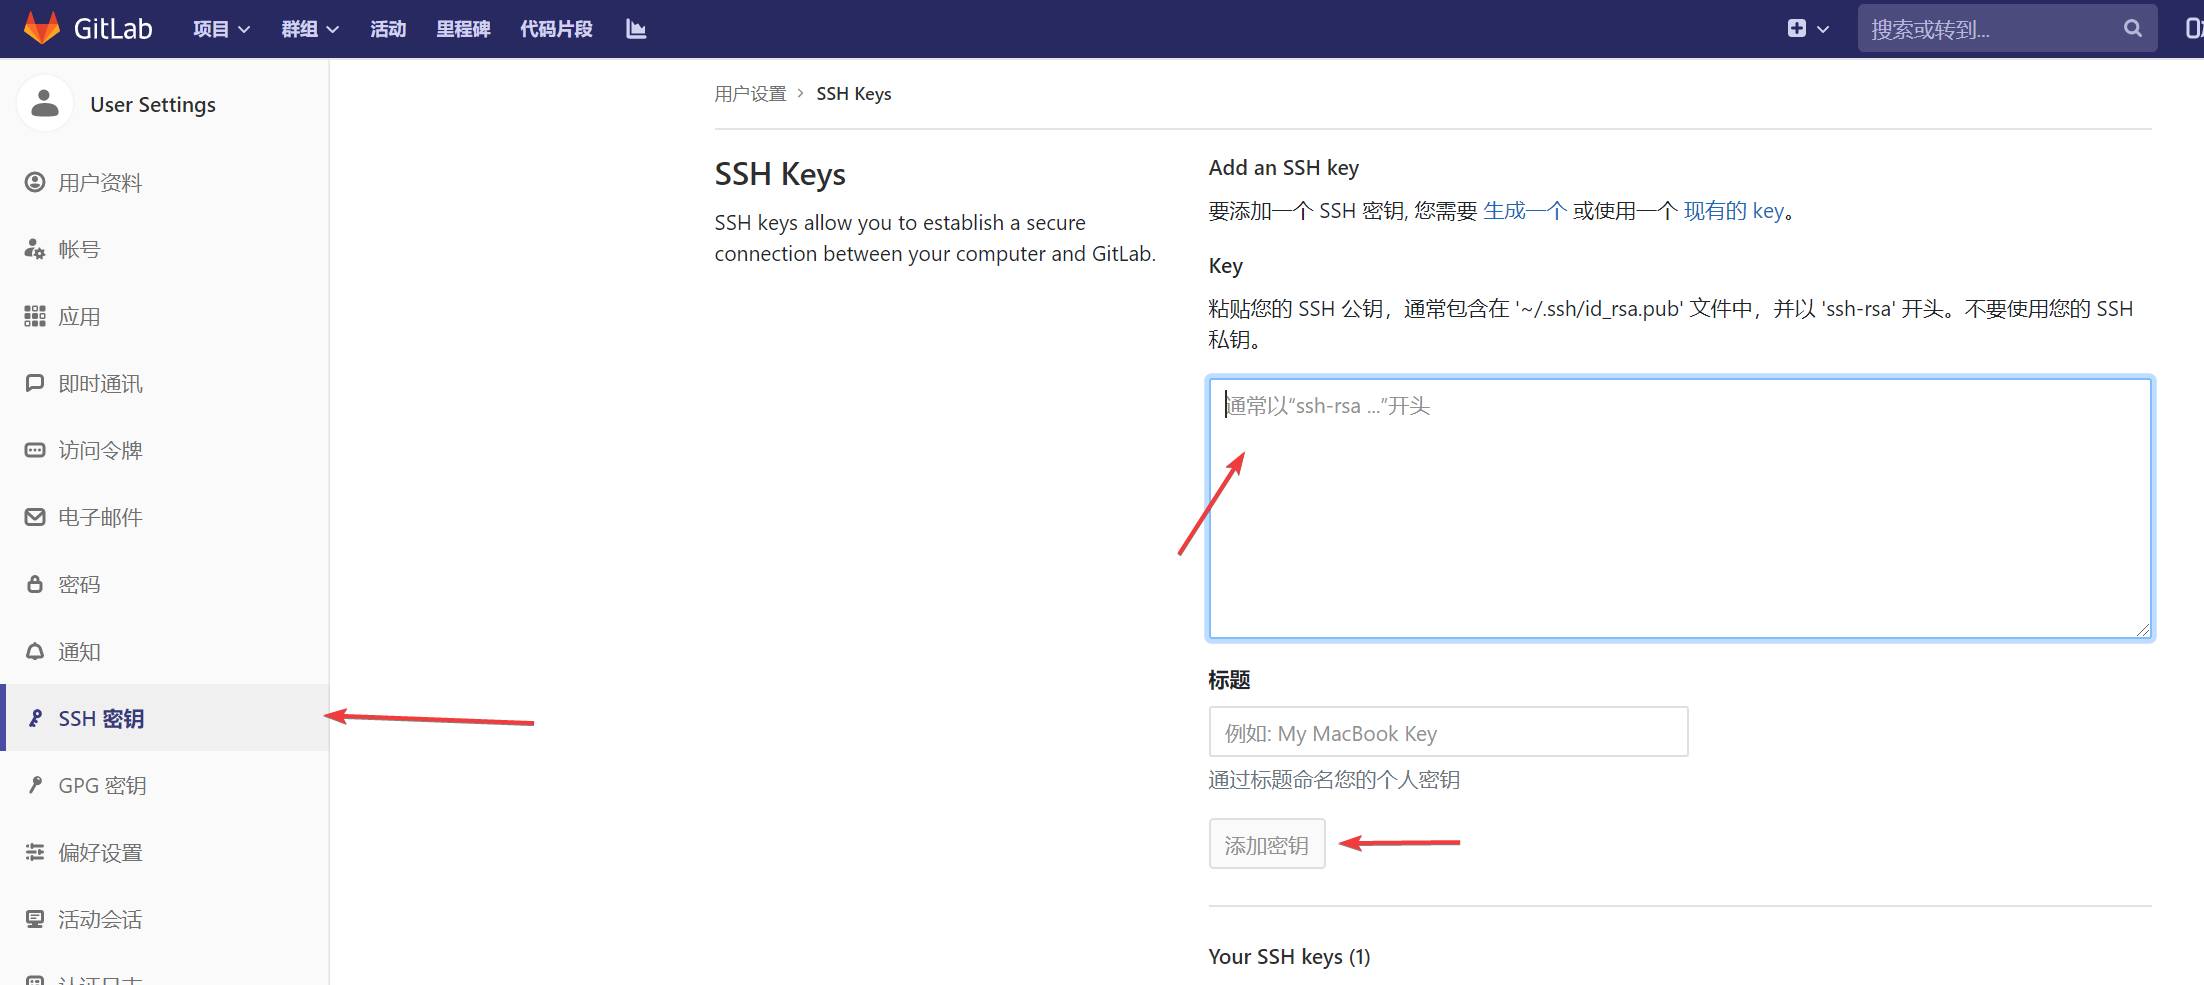 GitLab 项目 群组 活动 里程碑 代码片段 搜索或转到...
User Settings
用户资料
帐号
应用
即时通讯
访问令牌
电子邮件
密码
通知
SSH 密钥
GPG 密钥
偏好设置
活动会话
认证日志
用户设置 › SSH Keys
SSH Keys
SSH keys allow you to establish a secure
connection between your computer and GitLab.
Add an SSH key
要添加一个 SSH 密钥, 您需要 生成一个 或使用一个 现有的 key。
Key
粘贴您的 SSH 公钥，通常包含在 '~/.ssh/id_rsa.pub' 文件中，并以 'ssh-rsa' 开头。不要使用您的 SSH
私钥。
通常以“ssh-rsa ...”开头
标题
例如: My MacBook Key
通过标题命名您的个人密钥
添加密钥
Your SSH keys (1)